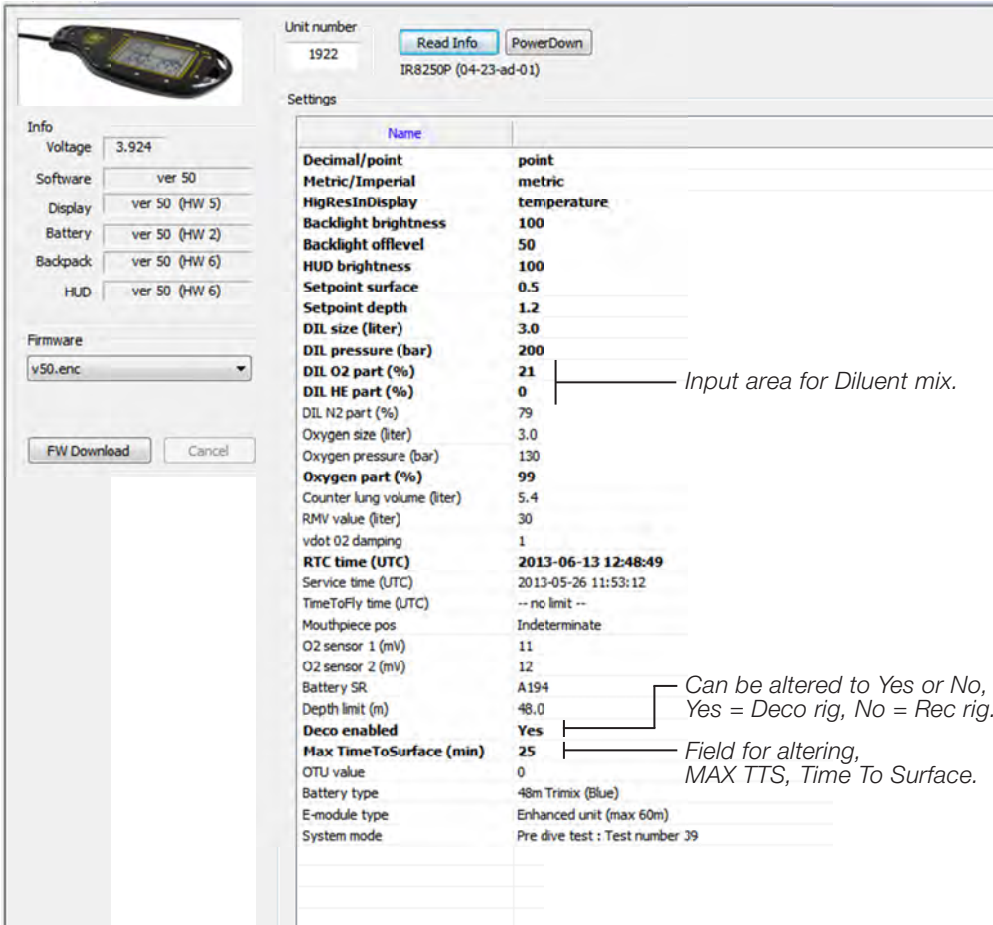 Unit number
1922
Read Info
PowerDown
IR8250P (04-23-ad-01)
Info
Voltage 3.924
Software ver 50
Display ver 50 (HW 5)
Battery ver 50 (HW 2)
Backpack ver 50 (HW 6)
HUD ver 50 (HW 6)
Firmware
v50.enc
FW Download
Cancel
Settings
Name
Decimal/point point
Metric/Imperial metric
HigResInDisplay temperature
Backlight brightness 100
Backlight offlevel 50
HUD brightness 100
Setpoint surface 0.5
Setpoint depth 1.2
DIL size (liter) 3.0
DIL pressure (bar) 200
DIL O2 part (%) 21
DIL HE part (%) 0
Input area for Diluent mix.
DIL N2 part (%) 79
Oxygen size (liter) 3.0
Oxygen pressure (bar) 130
Oxygen part (%) 99
Counter lung volume (liter) 5.4
RMV value (liter) 30
vdot 02 damping 1
RTC time (UTC) 2013-06-13 12:48:49
Service time (UTC) 2013-05-26 11:53:12
TimeToFly time (UTC) -- no limit --
Mouthpiece pos Indeterminate
O2 sensor 1 (mV) 11
O2 sensor 2 (mV) 12
Battery SR A194
Depth limit (m) 48.0
Deco enabled Yes
Can be altered to Yes or No,
Yes = Deco rig, No = Rec rig.
Max TimeToSurface (min) 25
Field for altering,
MAX TTS, Time To Surface.
OTU value 0
Battery type 48m Trimix (Blue)
E-module type Enhanced unit (max 60m)
System mode Pre dive test : Test number 39